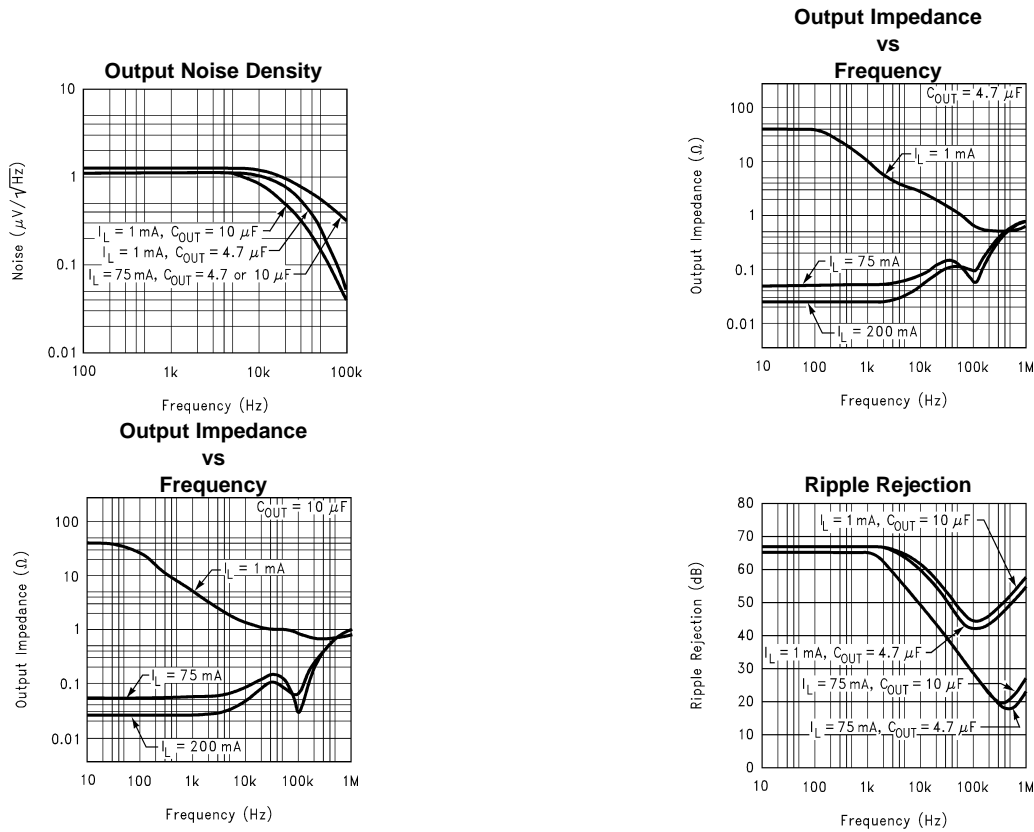 Output Noise Density
10
1
0.1
0.01
Noise (μV/√Hz)
I_L = 1 mA, C_OUT = 10 μF
I_L = 1 mA, C_OUT = 4.7 μF
I_L = 75 mA, C_OUT = 4.7 or 10 μF
100 1k 10k 100k
Frequency (Hz)
Output Impedance
vs
Frequency
C_OUT = 4.7 μF
100
10
1
0.1
0.01
Output Impedance (Ω)
I_L = 1 mA
I_L = 75 mA
I_L = 200 mA
10 100 1k 10k 100k 1M
Frequency (Hz)
Output Impedance
vs
Frequency
C_OUT = 10 μF
100
10
1
0.1
0.01
Output Impedance (Ω)
I_L = 1 mA
I_L = 75 mA
I_L = 200 mA
10 100 1k 10k 100k 1M
Frequency (Hz)
Ripple Rejection
80
70
60
50
40
30
20
10
0
Ripple Rejection (dB)
I_L = 1 mA, C_OUT = 10 μF
I_L = 1 mA, C_OUT = 4.7 μF
I_L = 75 mA, C_OUT = 10 μF
I_L = 75 mA, C_OUT = 4.7 μF
10 100 1k 10k 100k 1M
Frequency (Hz)